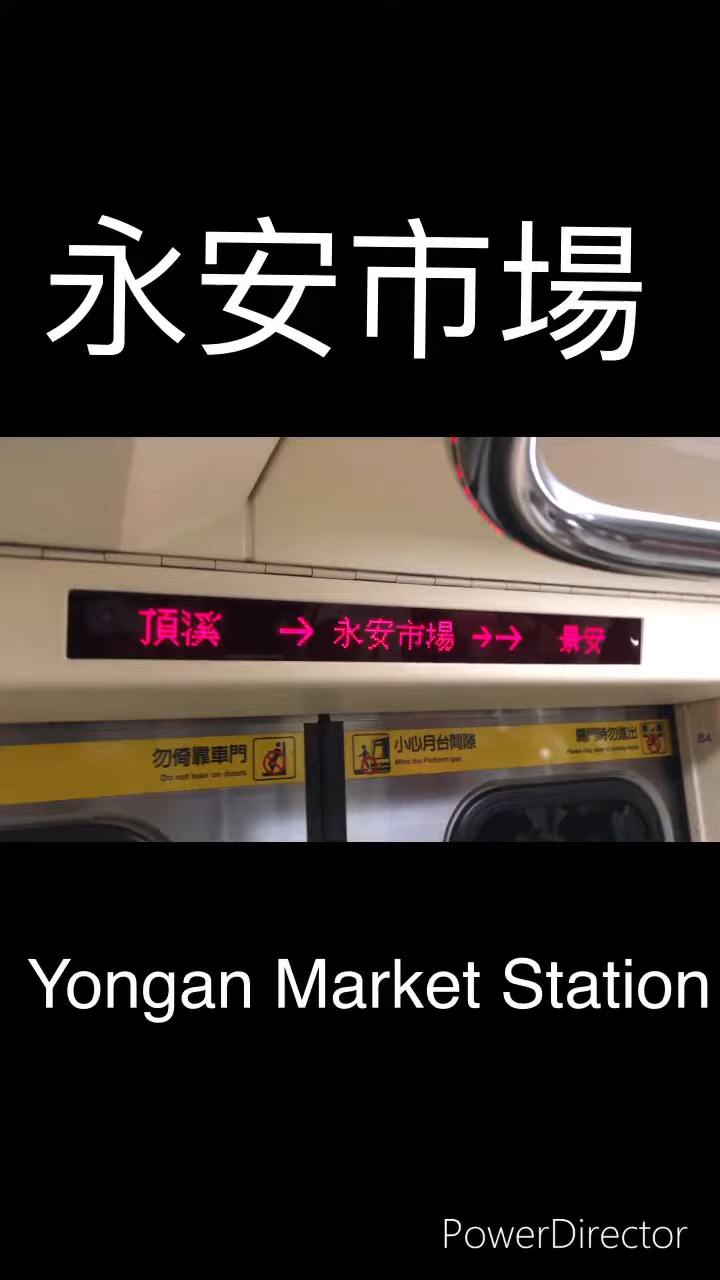 永安市場
頂溪 → 永安市場 →→ 景安
勿倚靠車門
Do not lean on doors
小心月台間隙
Mind the Platform gap
開門時勿進出
B4
Yongan Market Station
PowerDirector